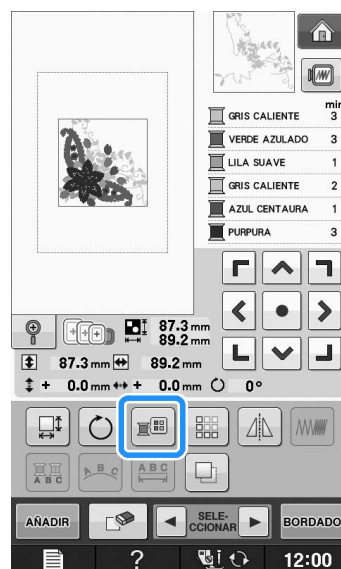 min
GRIS CALIENTE 3
VERDE AZULADO 3
LILA SUAVE 1
GRIS CALIENTE 2
AZUL CENTAURA 1
PURPURA 3
87.3 mm
89.2 mm
87.3 mm 89.2 mm
+ 0.0 mm + 0.0 mm 0°
A B C
A B C
A B C
AÑADIR
SELE-
CCIONAR
BORDADO
? 12:00